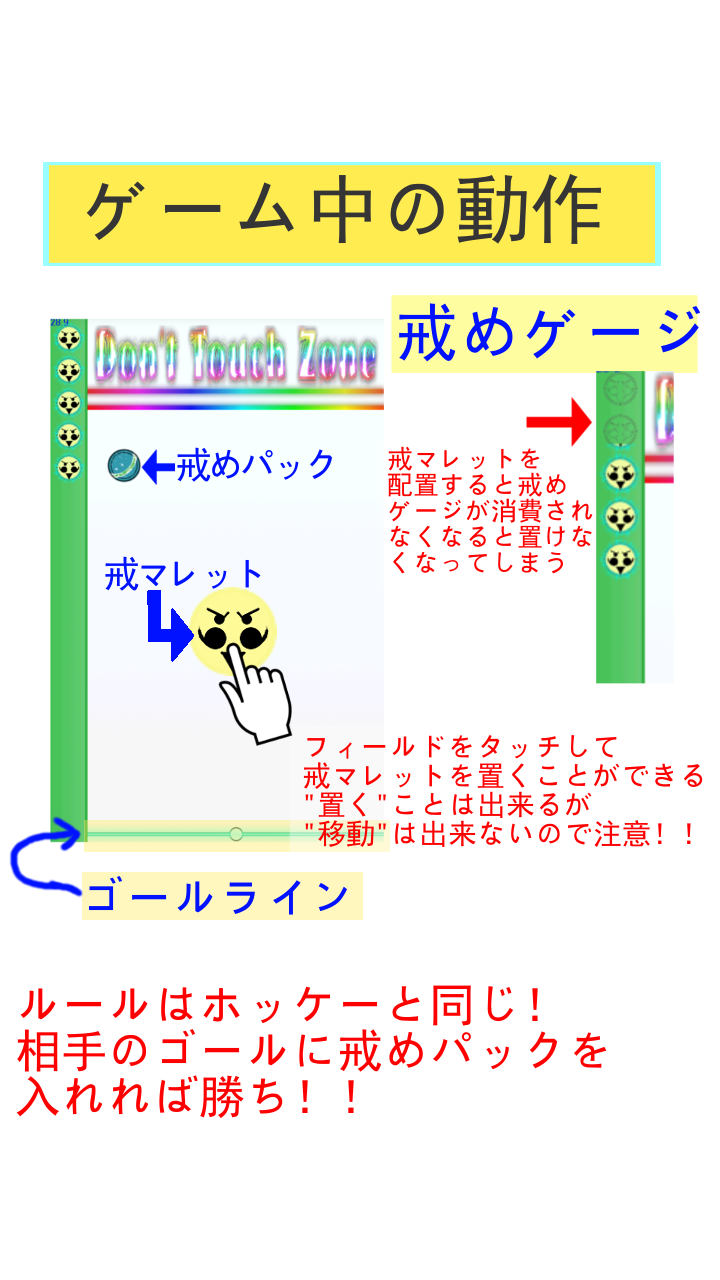 ゲーム中の動作
戒めゲージ
28 9
Don't Touch Zone
←戒めパック
戒マレットを
配置すると戒め
ゲージが消費され
なくなると置けな
くなってしまう
戒マレット
フィールドをタッチして
戒マレットを置くことができる
"置く"ことは出来るが
"移動"は出来ないので注意！！
ゴールライン
ルールはホッケーと同じ！
相手のゴールに戒めパックを
入れれば勝ち！！